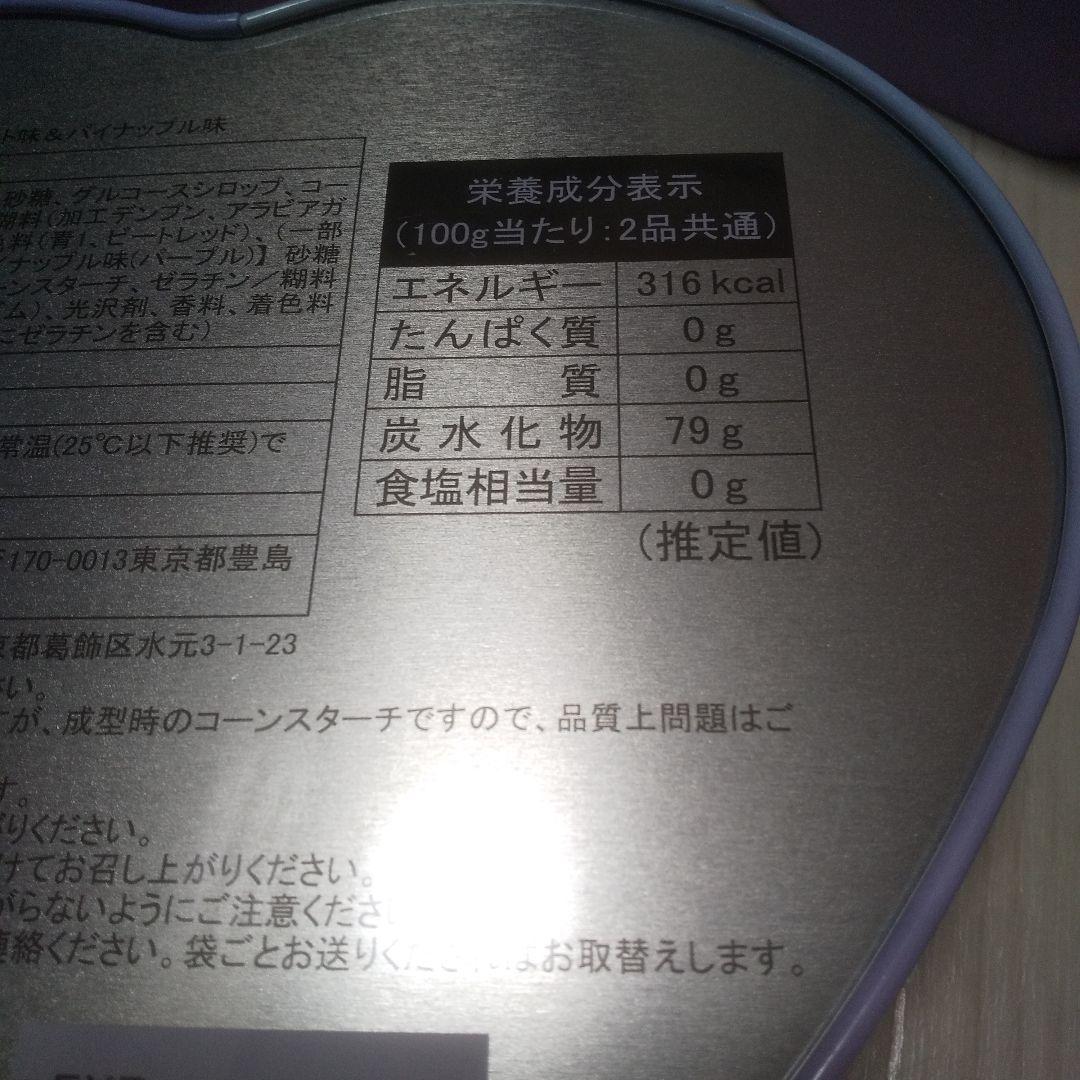 ト味&パイナップル味
砂糖、グルコースシロップ、コー
糊料(加工デンプン、アラビアガ
料(青1、ビートレッド)、(一部
イナップル味(パープル)】砂糖
ーンスターチ、ゼラチン/糊料
ム)、光沢剤、香料、着色料
にゼラチンを含む)
常温(25℃以下推奨)で
〒170-0013東京都豊島
京都葛飾区水元3-1-23
栄養成分表示
(100g当たり:2品共通)
エネルギー 316 kcal
たんぱく質 0g
脂質 0g
炭水化物 79g
食塩相当量 0g
(推定値)
さい。
すが、成型時のコーンスターチですので、品質上問題はご
す。
がりください。
けてお召し上がりください。
がらないようにご注意くださ
連絡ください。袋ごとお送りくだされはお取替えします。